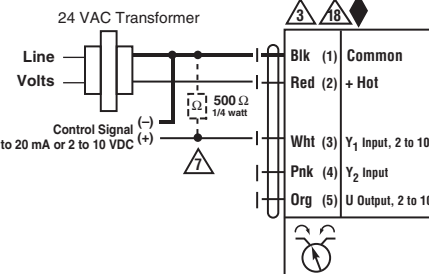 24 VAC Transformer
3 18
Line
Volts
Blk (1) Common
Red (2) + Hot
Ω 500 Ω
1/4 watt
Control Signal (–)
to 20 mA or 2 to 10 VDC (+)
7
Wht (3) Y1 Input, 2 to 10
Pnk (4) Y2 Input
Org (5) U Output, 2 to 10